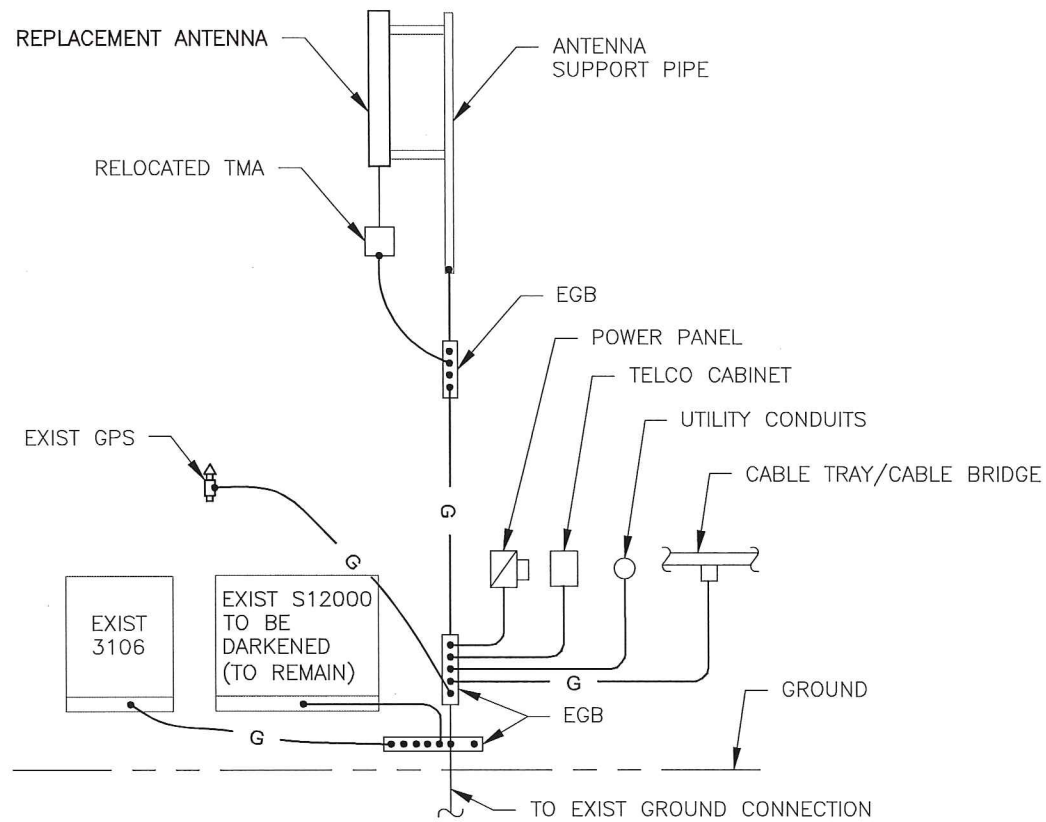 REPLACEMENT ANTENNA
ANTENNA
SUPPORT PIPE
RELOCATED TMA
EGB
POWER PANEL
TELCO CABINET
UTILITY CONDUITS
EXIST GPS
CABLE TRAY/CABLE BRIDGE
G
G
EXIST
3106
EXIST S12000
TO BE
DARKENED
(TO REMAIN)
G
GROUND
EGB
G
TO EXIST GROUND CONNECTION